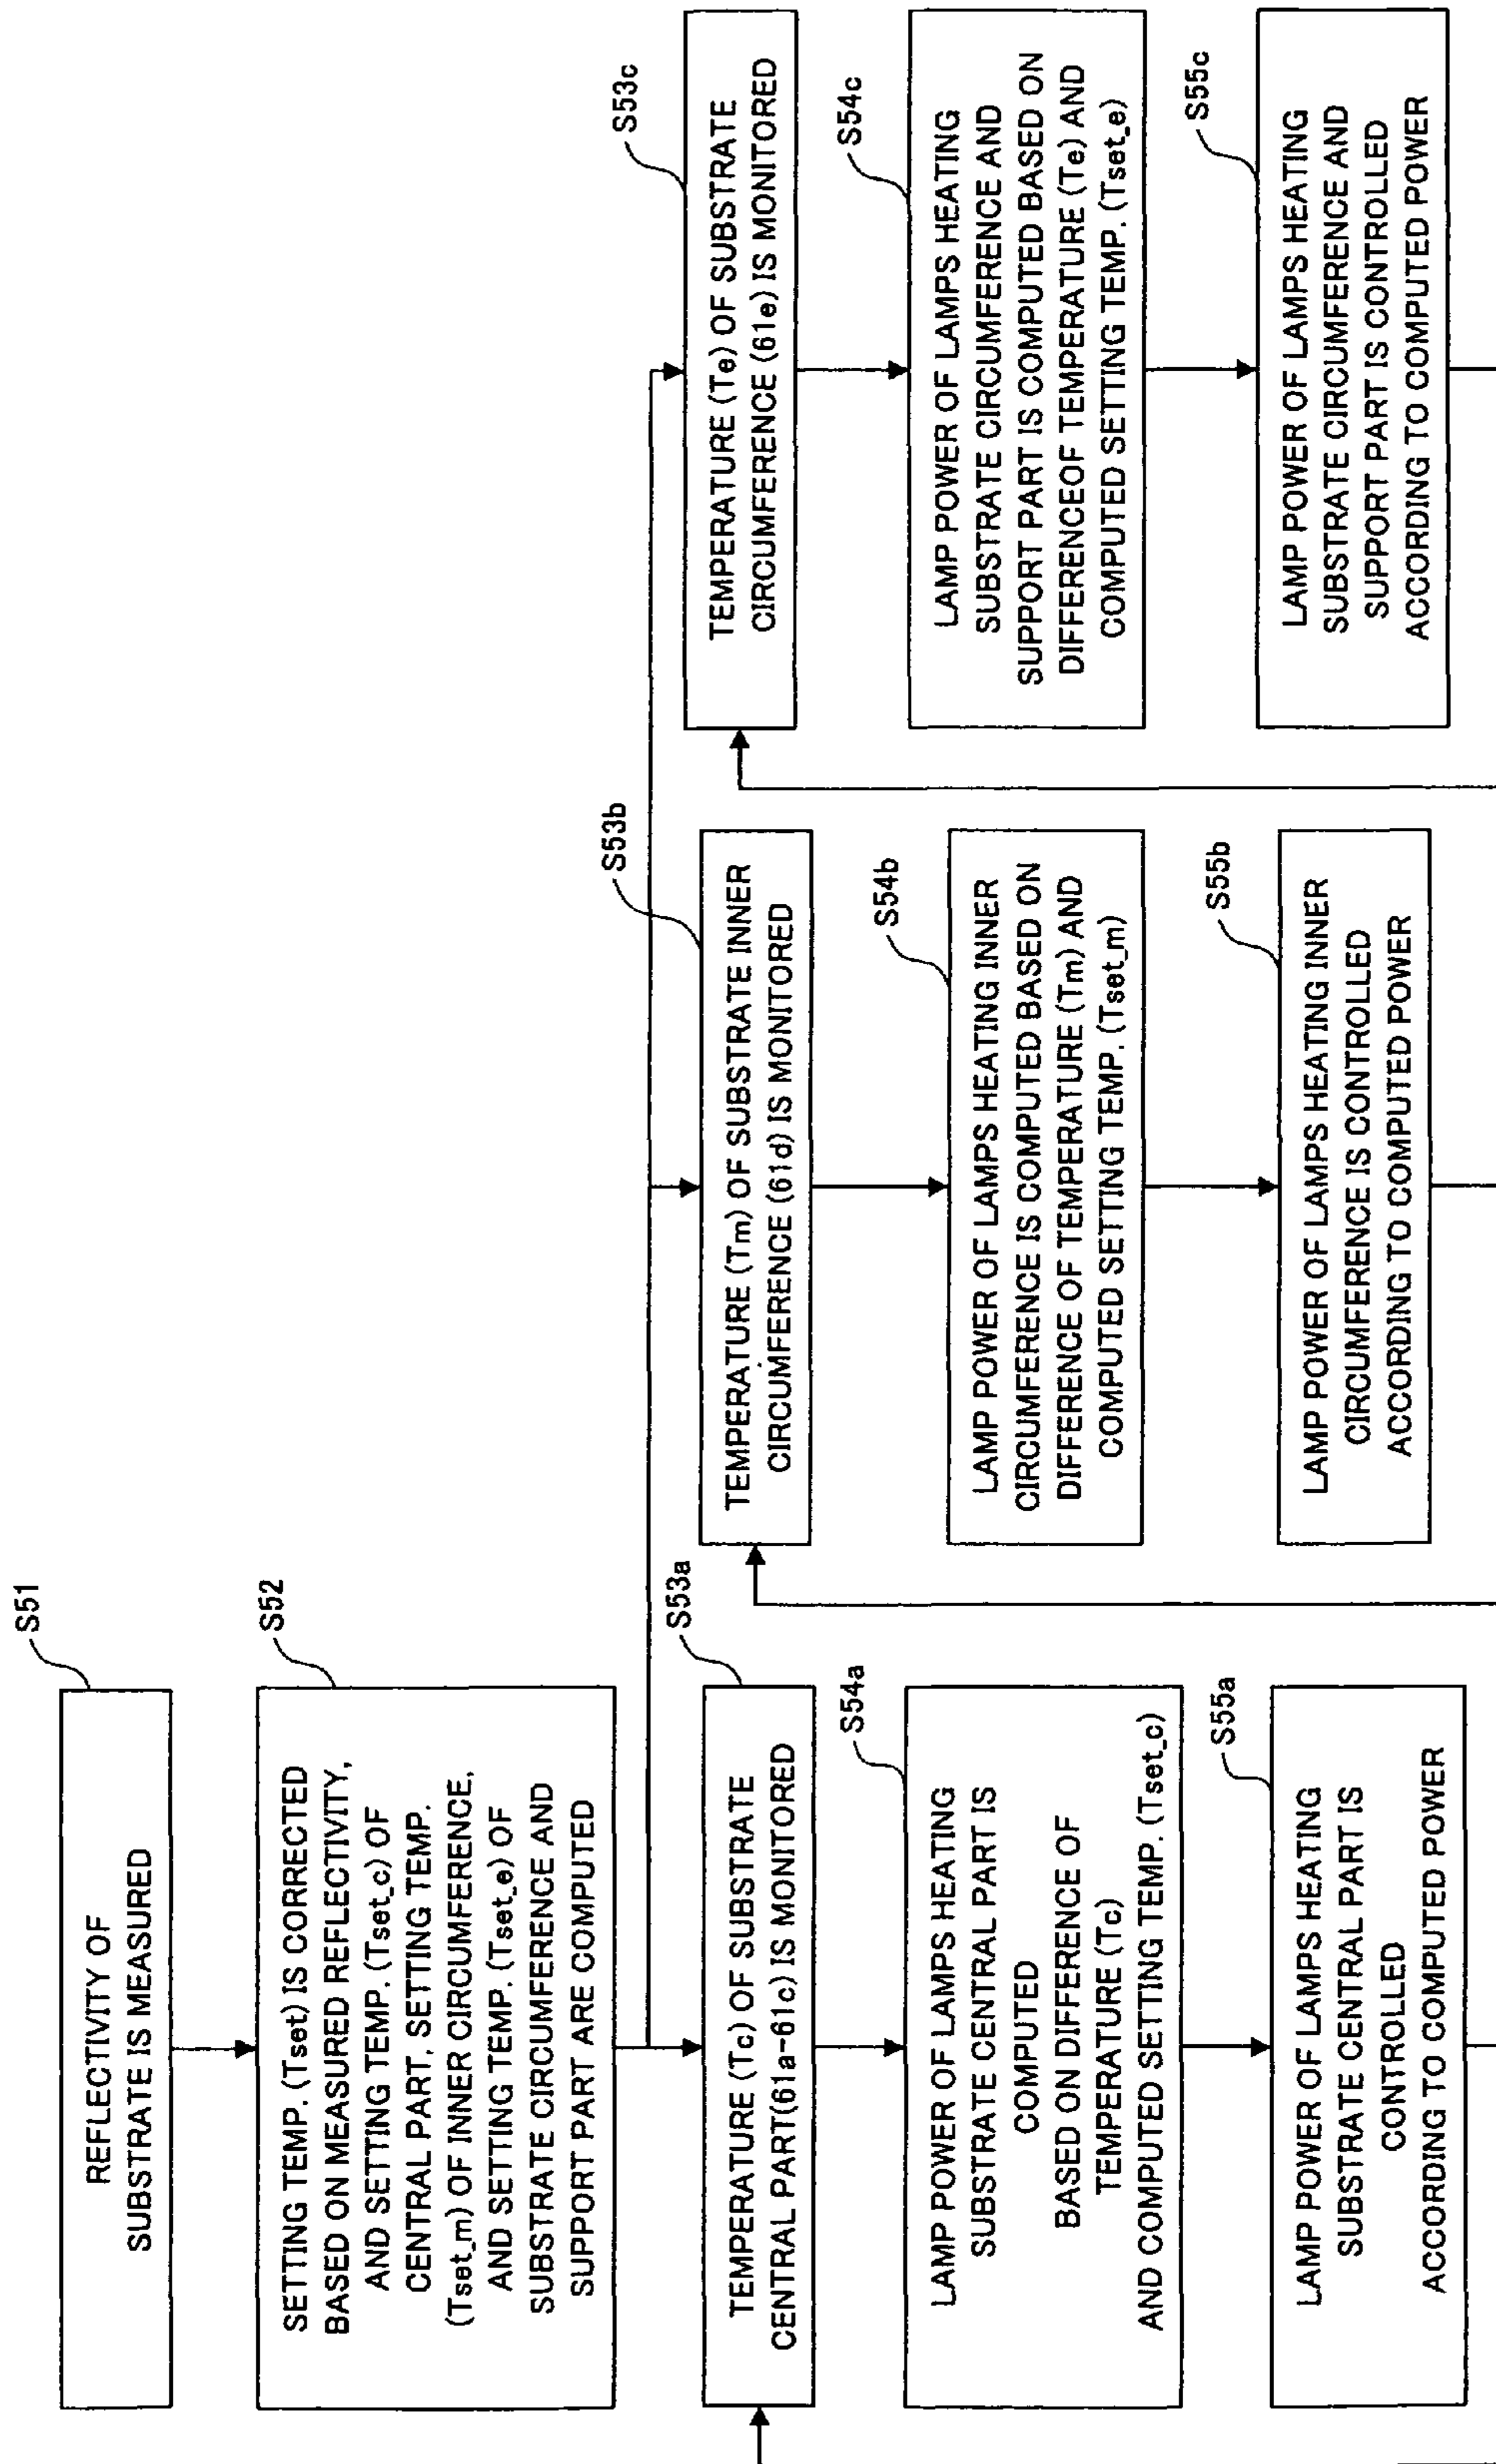 S51
REFLECTIVITY OF
SUBSTRATE IS MEASURED
S52
SETTING TEMP. (Tset) IS CORRECTED
BASED ON MEASURED REFLECTIVITY,
AND SETTING TEMP. (Tset_c) OF
CENTRAL PART, SETTING TEMP.
(Tset_m) OF INNER CIRCUMFERENCE,
AND SETTING TEMP. (Tset_e) OF
SUBSTRATE CIRCUMFERENCE AND
SUPPORT PART ARE COMPUTED
S53a
TEMPERATURE (Tc) OF SUBSTRATE
CENTRAL PART(61a-61c) IS MONITORED
S54a
LAMP POWER OF LAMPS HEATING
SUBSTRATE CENTRAL PART IS
COMPUTED
BASED ON DIFFERENCE OF
TEMPERATURE (Tc)
AND COMPUTED SETTING TEMP. (Tset_c)
S55a
LAMP POWER OF LAMPS HEATING
SUBSTRATE CENTRAL PART IS
CONTROLLED
ACCORDING TO COMPUTED POWER
S53b
TEMPERATURE (Tm) OF SUBSTRATE INNER
CIRCUMFERENCE (61d) IS MONITORED
S54b
LAMP POWER OF LAMPS HEATING INNER
CIRCUMFERENCE IS COMPUTED BASED ON
DIFFERENCE OF TEMPERATURE (Tm) AND
COMPUTED SETTING TEMP. (Tset_m)
S55b
LAMP POWER OF LAMPS HEATING INNER
CIRCUMFERENCE IS CONTROLLED
ACCORDING TO COMPUTED POWER
S53c
TEMPERATURE (Te) OF SUBSTRATE
CIRCUMFERENCE (61e) IS MONITORED
S54c
LAMP POWER OF LAMPS HEATING
SUBSTRATE CIRCUMFERENCE AND
SUPPORT PART IS COMPUTED BASED ON
DIFFERENCEOF TEMPERATURE (Te) AND
COMPUTED SETTING TEMP. (Tset_e)
S55c
LAMP POWER OF LAMPS HEATING
SUBSTRATE CIRCUMFERENCE AND
SUPPORT PART IS CONTROLLED
ACCORDING TO COMPUTED POWER